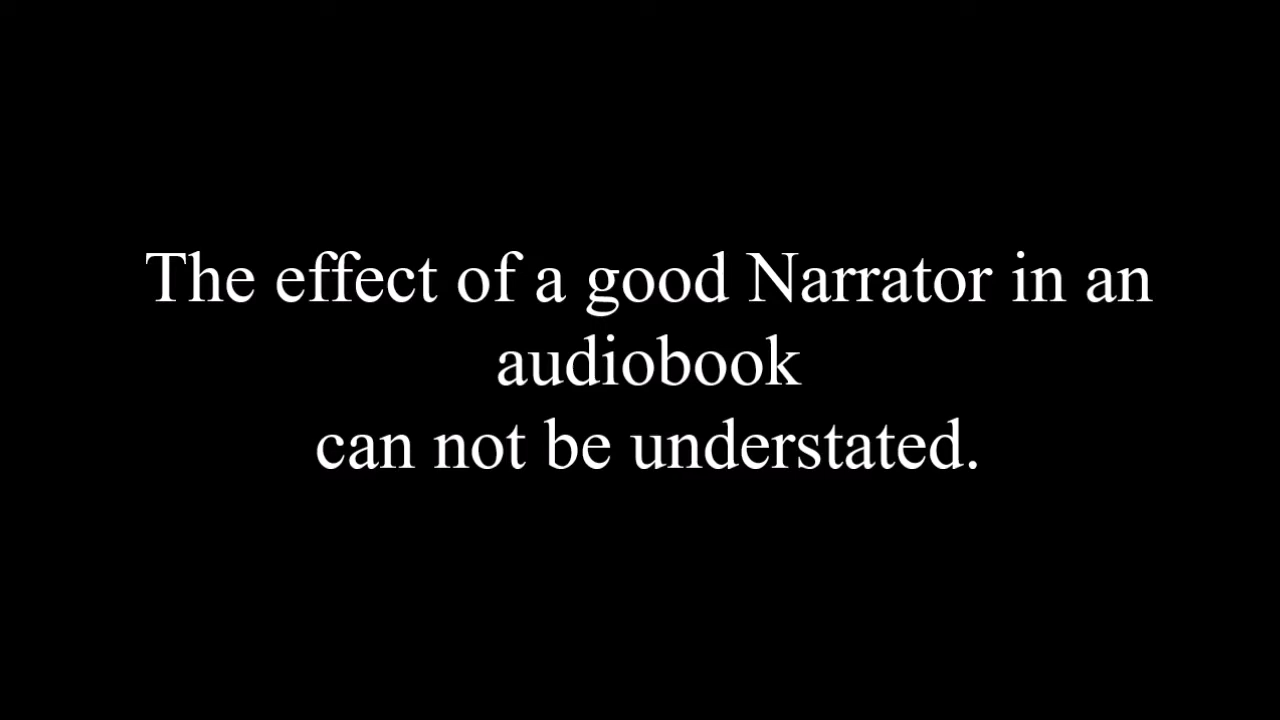 The effect of a good Narrator in an
audiobook
can not be understated.